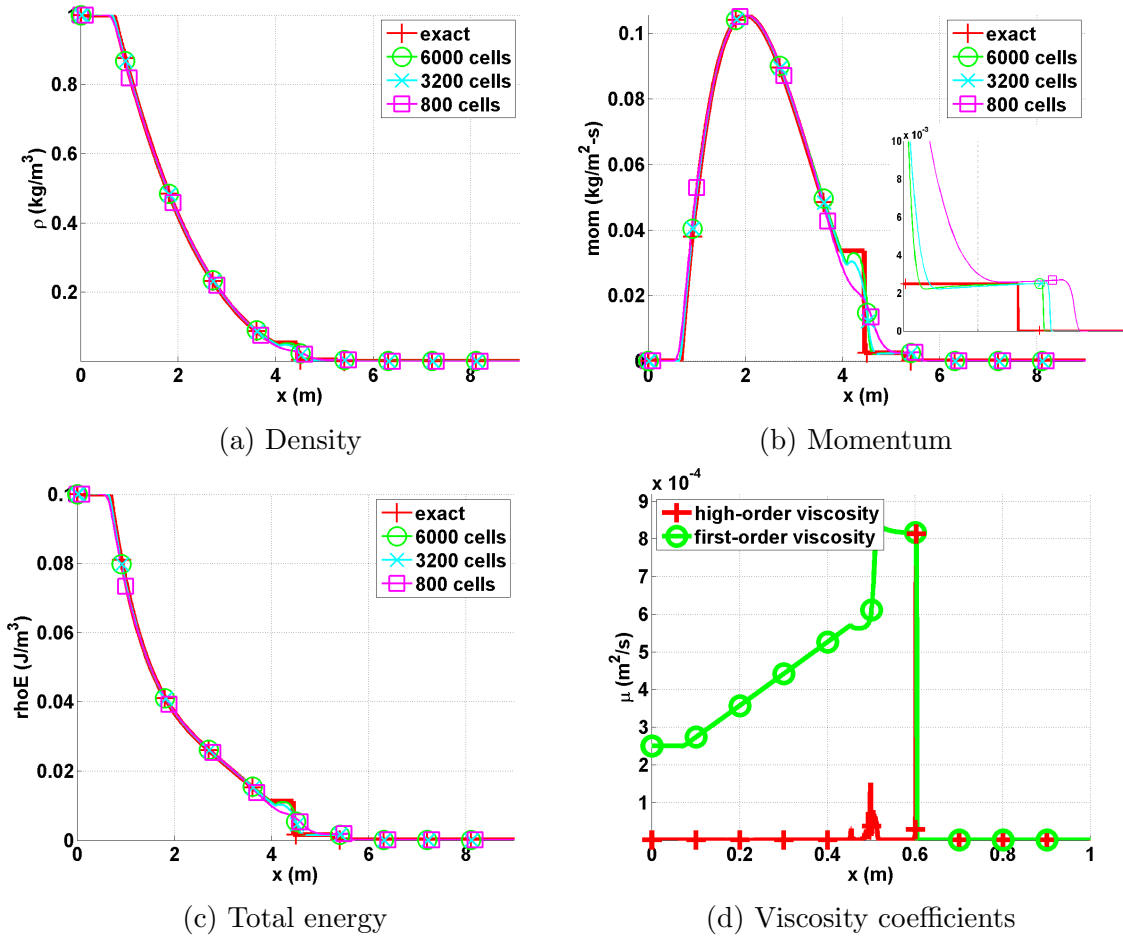 1
0.8
0.6
0.4
0.2
0 2 4 6 8
ρ (kg/m³)
x (m)
exact
6000 cells
3200 cells
800 cells
(a) Density
0.1
0.08
0.06
0.04
0.02
0
0 2 4 6 8
mom (kg/m²-s)
x (m)
exact
6000 cells
3200 cells
800 cells
x 10⁻³
10
8
6
4
2
0
(b) Momentum
0.1
0.08
0.06
0.04
0.02
0
0 2 4 6 8
rhoE (J/m³)
x (m)
exact
6000 cells
3200 cells
800 cells
(c) Total energy
x 10⁻⁴
9
8
7
6
5
4
3
2
1
0
0 0.2 0.4 0.6 0.8 1
μ (m²/s)
x (m)
high-order viscosity
first-order viscosity
(d) Viscosity coefficients